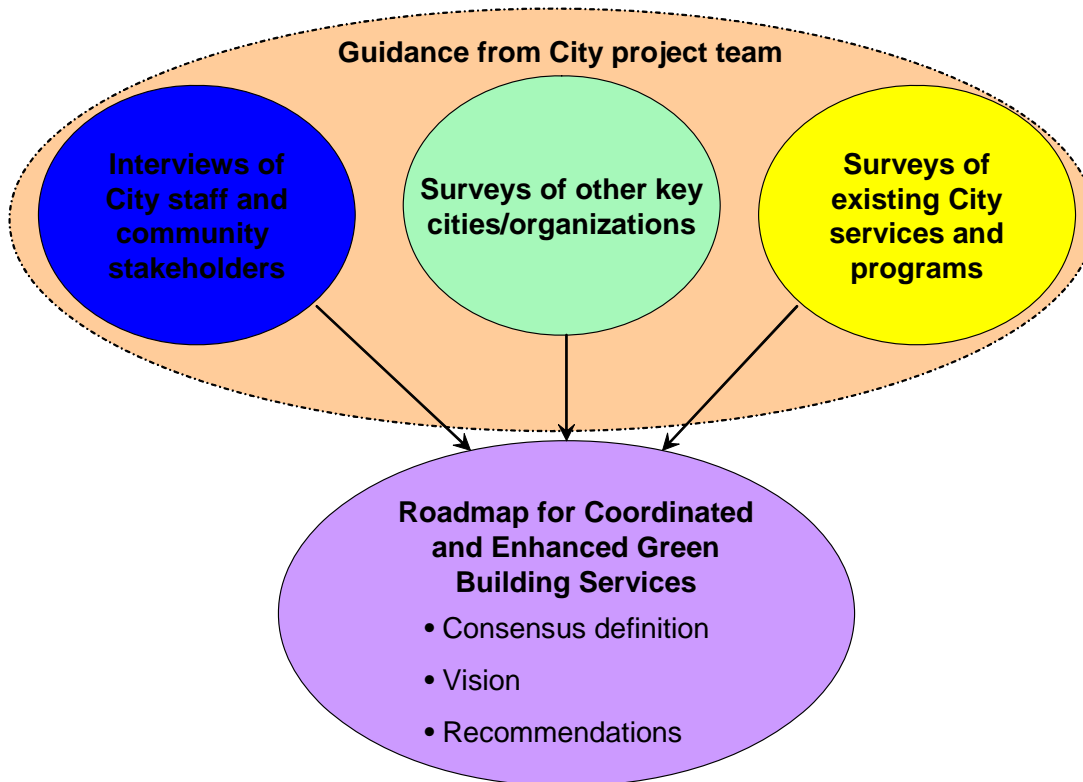 Guidance from City project team
Interviews of
City staff and
community
stakeholders
Surveys of other key
cities/organizations
Surveys of
existing City
services and
programs
Roadmap for Coordinated
and Enhanced Green
Building Services
• Consensus definition
• Vision
• Recommendations